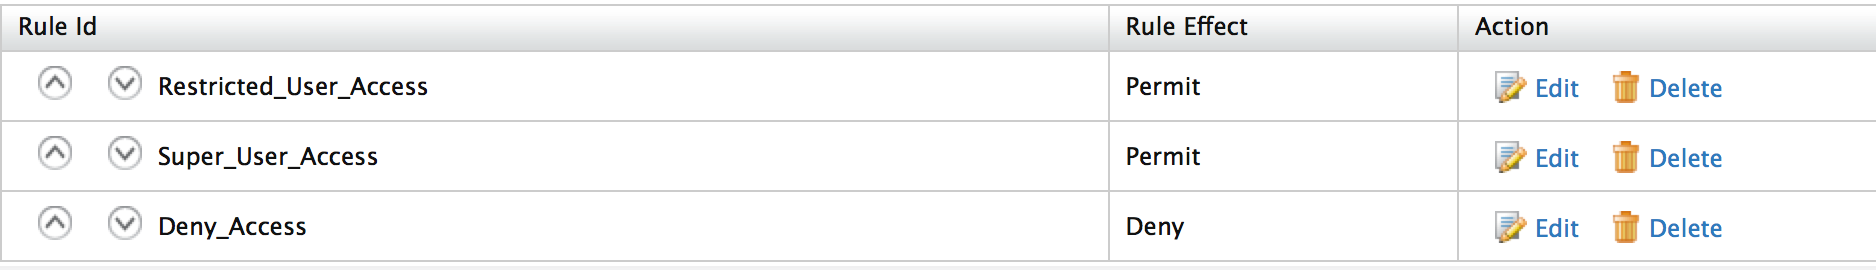 Rule Id Rule Effect Action
Restricted_User_Access Permit Edit Delete
Super_User_Access Permit Edit Delete
Deny_Access Deny Edit Delete